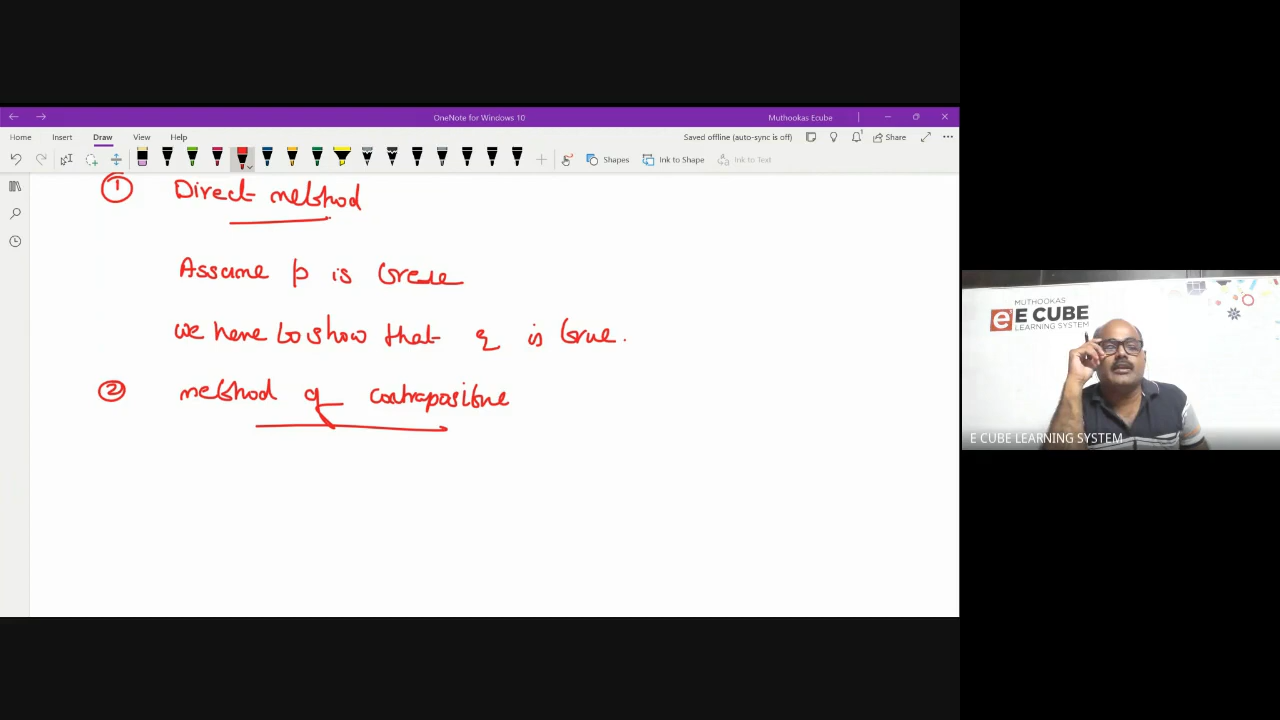 OneNote for Windows 10
Muthookas Ecube
Home Insert Draw View Help
Saved offline (auto-sync is off)
Share
Shapes
Ink to Shape
Ink to Text
① Direct method
Assume p is true
we have to show that q is true.
② method of contrapositive
MUTHOOKAS
e E CUBE
LEARNING SYSTEM
E CUBE LEARNING SYSTEM